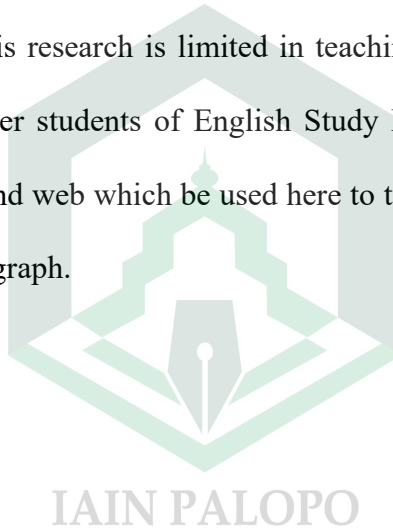 is research is limited in teachin
er students of English Study
nd web which be used here to t
graph.
IAIN PALOPO